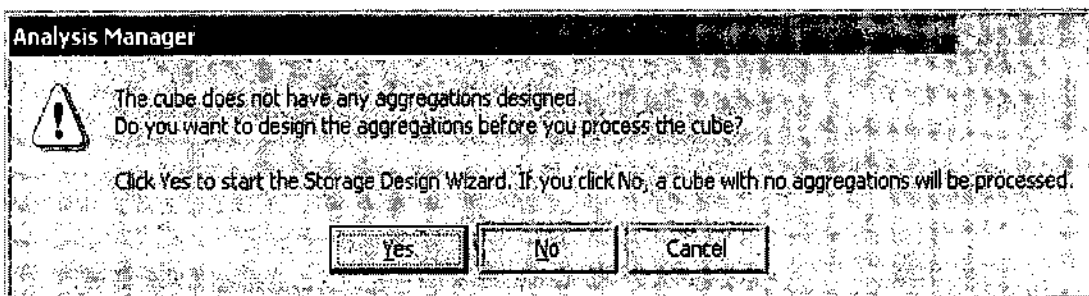 Analysis Manager
The cube does not have any aggregations designed.
Do you want to design the aggregations before you process the cube?
Click Yes to start the Storage Design Wizard. If you click No, a cube with no aggregations will be processed.
Yes No Cancel